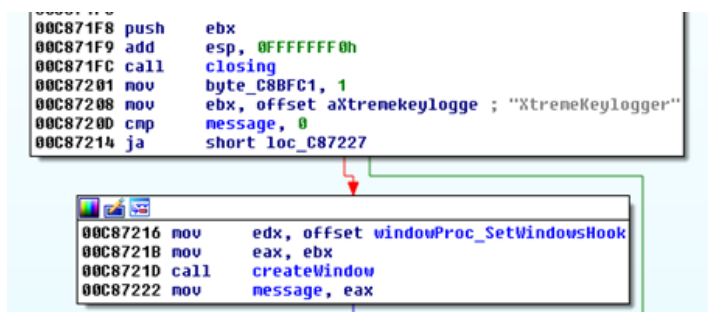 00C871F8 push ebx
00C871F9 add esp, 0FFFFFFF0h
00C871FC call closing
00C87201 mov byte_C8BFC1, 1
00C87208 mov ebx, offset aXtremekeylogge ; "XtremeKeylogger"
00C8720D cmp message, 0
00C87214 ja short loc_C87227
00C87216 mov edx, offset windowProc_SetWindowsHook
00C8721B mov eax, ebx
00C8721D call createWindow
00C87222 mov message, eax